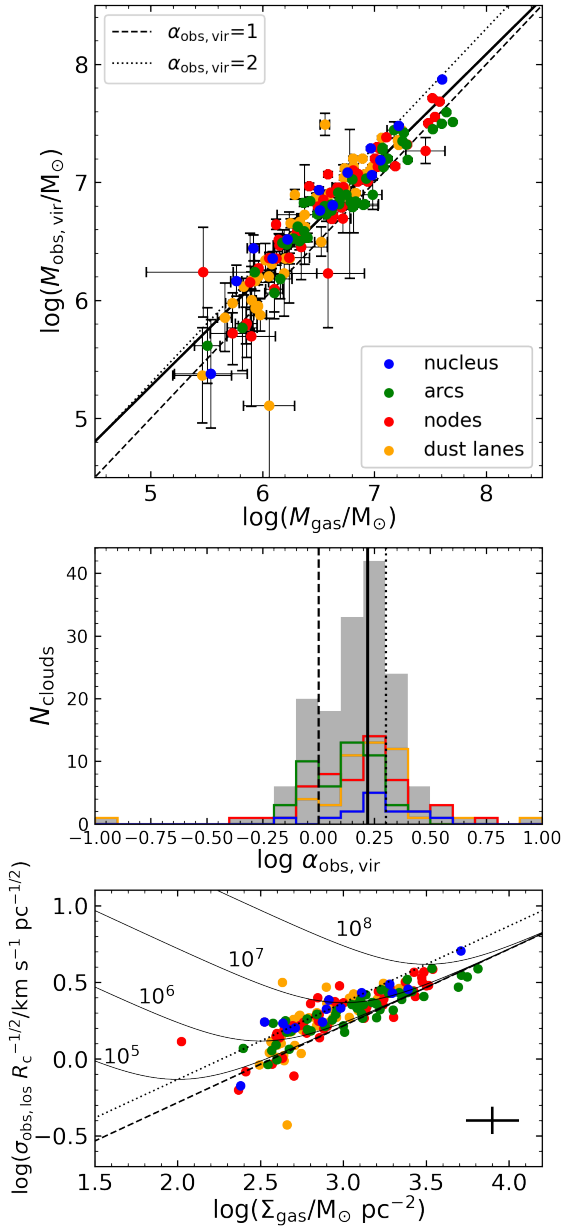 α_obs,vir=1
α_obs,vir=2
8
7
6
5
log(M_obs,vir/M_⊙)
nucleus
arcs
nodes
dust lanes
5 6 7 8
log(M_gas/M_⊙)
40
30
20
10
0
N_clouds
−1.00 −0.75 −0.50 −0.25 0.00 0.25 0.50 0.75 1.00
log α_obs,vir
1.0
0.5
0.0
−0.5
log(σ_obs,los R_c^−1/2/km s^−1 pc^−1/2)
10^8
10^7
10^6
10^5
1.5 2.0 2.5 3.0 3.5 4.0
log(Σ_gas/M_⊙ pc^−2)